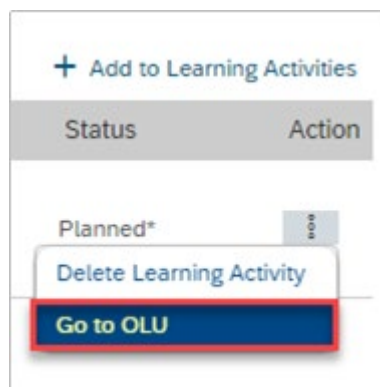 + Add to Learning Activities
Status Action
Planned*
Delete Learning Activity
Go to OLU